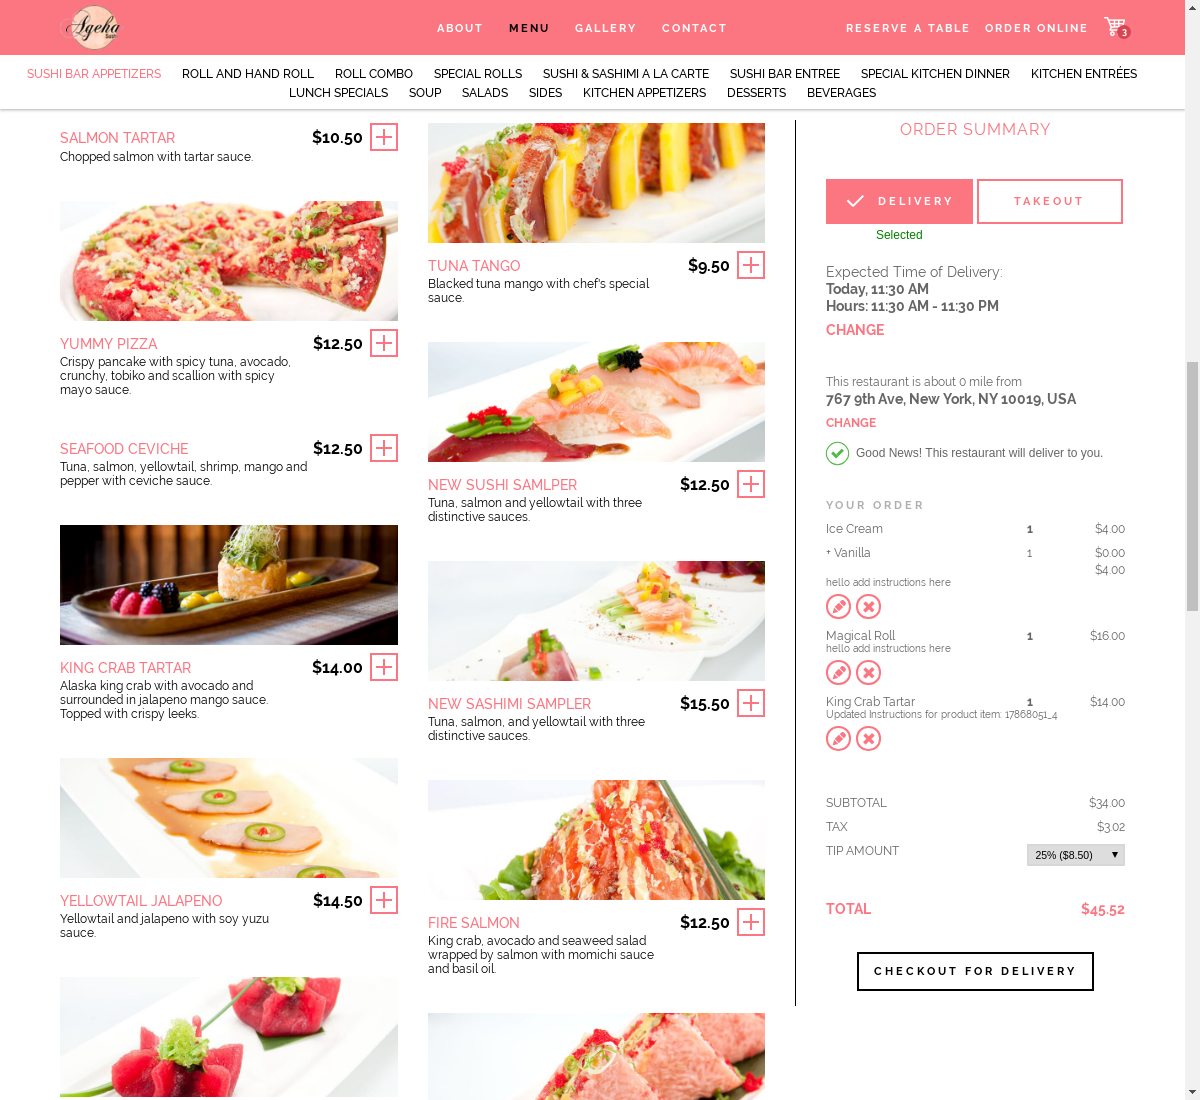 Ageha
ABOUT
MENU
GALLERY
CONTACT
RESERVE A TABLE
ORDER ONLINE
3
SUSHI BAR APPETIZERS
ROLL AND HAND ROLL
ROLL COMBO
SPECIAL ROLLS
SUSHI & SASHIMI A LA CARTE
SUSHI BAR ENTREE
SPECIAL KITCHEN DINNER
KITCHEN ENTRÉES
LUNCH SPECIALS
SOUP
SALADS
SIDES
KITCHEN APPETIZERS
DESSERTS
BEVERAGES
SALMON TARTAR
$10.50
Chopped salmon with tartar sauce.
YUMMY PIZZA
$12.50
Crispy pancake with spicy tuna, avocado,
crunchy, tobiko and scallion with spicy
mayo sauce.
SEAFOOD CEVICHE
$12.50
Tuna, salmon, yellowtail, shrimp, mango and
pepper with ceviche sauce.
KING CRAB TARTAR
$14.00
Alaska king crab with avocado and
surrounded in jalapeno mango sauce.
Topped with crispy leeks.
YELLOWTAIL JALAPENO
$14.50
Yellowtail and jalapeno with soy yuzu
sauce.
TUNA TANGO
$9.50
Blacked tuna mango with chef's special
sauce.
NEW SUSHI SAMLPER
$12.50
Tuna, salmon and yellowtail with three
distinctive sauces.
NEW SASHIMI SAMPLER
$15.50
Tuna, salmon, and yellowtail with three
distinctive sauces.
FIRE SALMON
$12.50
King crab, avocado and seaweed salad
wrapped by salmon with momichi sauce
and basil oil.
ORDER SUMMARY
DELIVERY
TAKEOUT
Selected
Expected Time of Delivery:
Today, 11:30 AM
Hours: 11:30 AM - 11:30 PM
CHANGE
This restaurant is about 0 mile from
767 9th Ave, New York, NY 10019, USA
CHANGE
Good News! This restaurant will deliver to you.
YOUR ORDER
Ice Cream 1 $4.00
+ Vanilla 1 $0.00
$4.00
hello add instructions here
Magical Roll 1 $16.00
hello add instructions here
King Crab Tartar 1 $14.00
Updated Instructions for product item: 17868051_4
SUBTOTAL $34.00
TAX $3.02
TIP AMOUNT 25% ($8.50)
TOTAL $45.52
CHECKOUT FOR DELIVERY